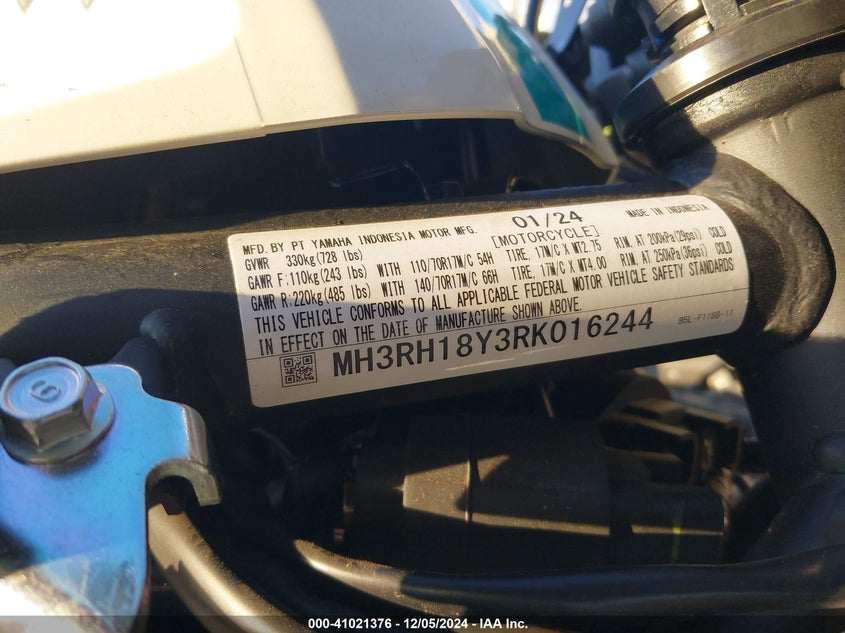 MFD. BY PT YAMAHA INDONESIA MOTOR MFG. 01/24 MADE IN INDONESIA
GVWR 330kg(728 lbs) [MOTORCYCLE]
GAWR F:110kg(243 lbs) WITH 110/70R17M/C 54H TIRE, 17M/C X MT2.75 RIM, AT 200kPa(29psi) COLD
GAWR R:220kg(485 lbs) WITH 140/70R17M/C 66H TIRE, 17M/C X MT4.00 RIM, AT 250kPa(36psi) COLD
THIS VEHICLE CONFORMS TO ALL APPLICABLE FEDERAL MOTOR VEHICLE SAFETY STANDARDS
IN EFFECT ON THE DATE OF MANUFACTURE SHOWN ABOVE.
MH3RH18Y3RK016244
B5L-F118B-11
9
000-41021376 - 12/05/2024 - IAA Inc.